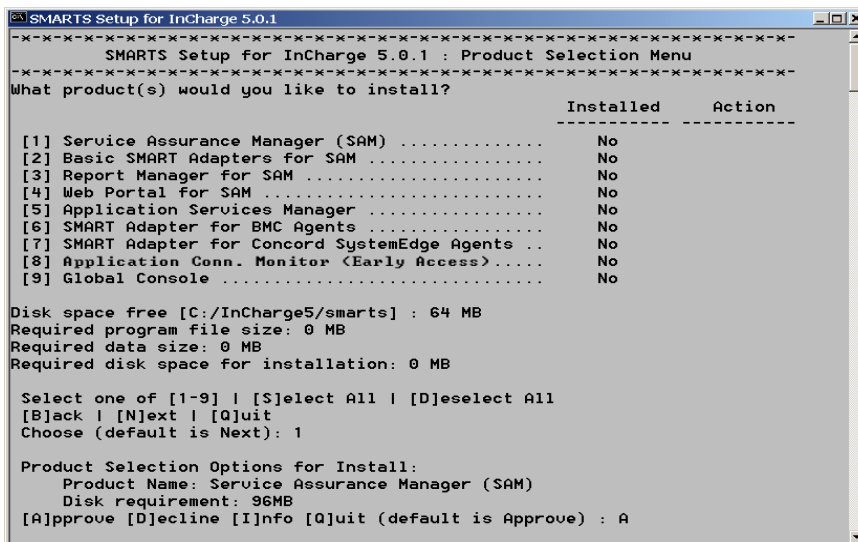 SMARTS Setup for InCharge 5.0.1
-*-*-*-*-*-*-*-*-*-*-*-*-*-*-*-*-*-*-*-*-*-*-*-*-*-*-*-*-*-*-*-*-*-*-*-*-*-
SMARTS Setup for InCharge 5.0.1 : Product Selection Menu
-*-*-*-*-*-*-*-*-*-*-*-*-*-*-*-*-*-*-*-*-*-*-*-*-*-*-*-*-*-*-*-*-*-*-*-*-*-
What product(s) would you like to install?
Installed Action
----------- -----------
[1] Service Assurance Manager (SAM) .............. No
[2] Basic SMART Adapters for SAM ................. No
[3] Report Manager for SAM ....................... No
[4] Web Portal for SAM ........................... No
[5] Application Services Manager ................. No
[6] SMART Adapter for BMC Agents ................. No
[7] SMART Adapter for Concord SystemEdge Agents .. No
[8] Application Conn. Monitor (Early Access)..... No
[9] Global Console ............................... No
Disk space free [C:/InCharge5/smarts] : 64 MB
Required program file size: 0 MB
Required data size: 0 MB
Required disk space for installation: 0 MB
Select one of [1-9] | [S]elect All | [D]eselect All
[B]ack | [N]ext | [Q]uit
Choose (default is Next): 1
Product Selection Options for Install:
Product Name: Service Assurance Manager (SAM)
Disk requirement: 96MB
[A]pprove [D]ecline [I]nfo [Q]uit (default is Approve) : A